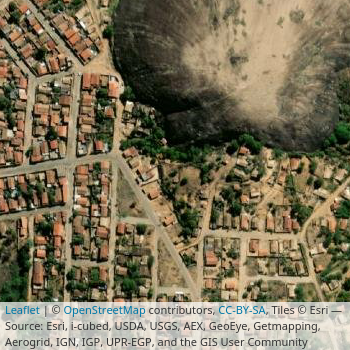 Leaflet | © OpenStreetMap contributors, CC-BY-SA, Tiles © Esri —
Source: Esri, i-cubed, USDA, USGS, AEX, GeoEye, Getmapping,
Aerogrid, IGN, IGP, UPR-EGP, and the GIS User Community